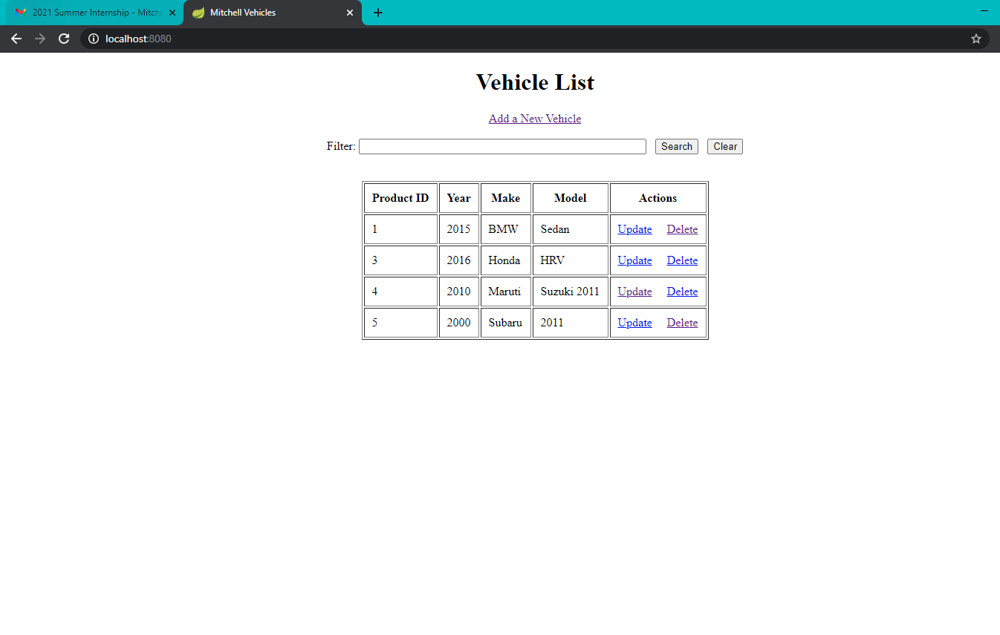 2021 Summer Internship - Mitche
Mitchell Vehicles
localhost:8080
Vehicle List
Add a New Vehicle
Filter: Search Clear
Product ID Year Make Model Actions
1 2015 BMW Sedan Update Delete
3 2016 Honda HRV Update Delete
4 2010 Maruti Suzuki 2011 Update Delete
5 2000 Subaru 2011 Update Delete